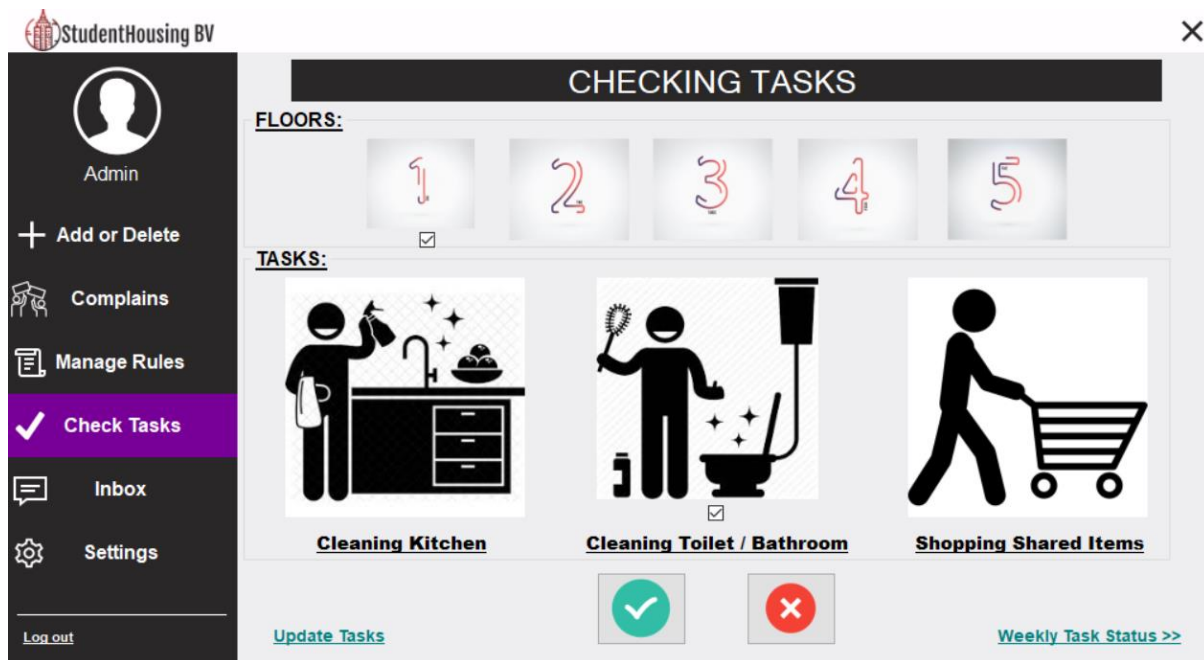 StudentHousing BV
CHECKING TASKS
Admin
Add or Delete
Complains
Manage Rules
Check Tasks
Inbox
Settings
Log out
FLOORS:
1 2 3 4 5
TASKS:
Cleaning Kitchen
Cleaning Toilet / Bathroom
Shopping Shared Items
Update Tasks
Weekly Task Status >>